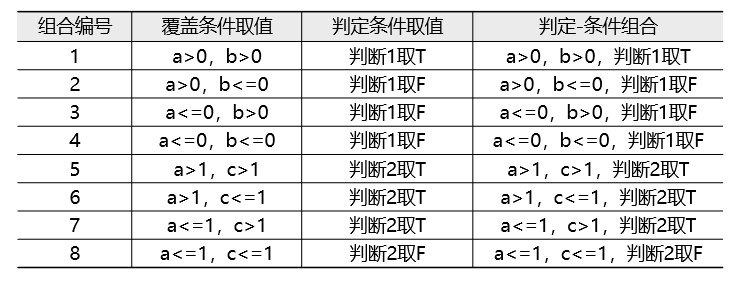 组合编号 覆盖条件取值 判定条件取值 判定-条件组合
1 a>0，b>0 判断1取T a>0，b>0，判断1取T
2 a>0，b<=0 判断1取F a>0，b<=0，判断1取F
3 a<=0，b>0 判断1取F a<=0，b>0，判断1取F
4 a<=0，b<=0 判断1取F a<=0，b<=0，判断1取F
5 a>1，c>1 判断2取T a>1，c>1，判断2取T
6 a>1，c<=1 判断2取T a>1，c<=1，判断2取T
7 a<=1，c>1 判断2取T a<=1，c>1，判断2取T
8 a<=1，c<=1 判断2取F a<=1，c<=1，判断2取F